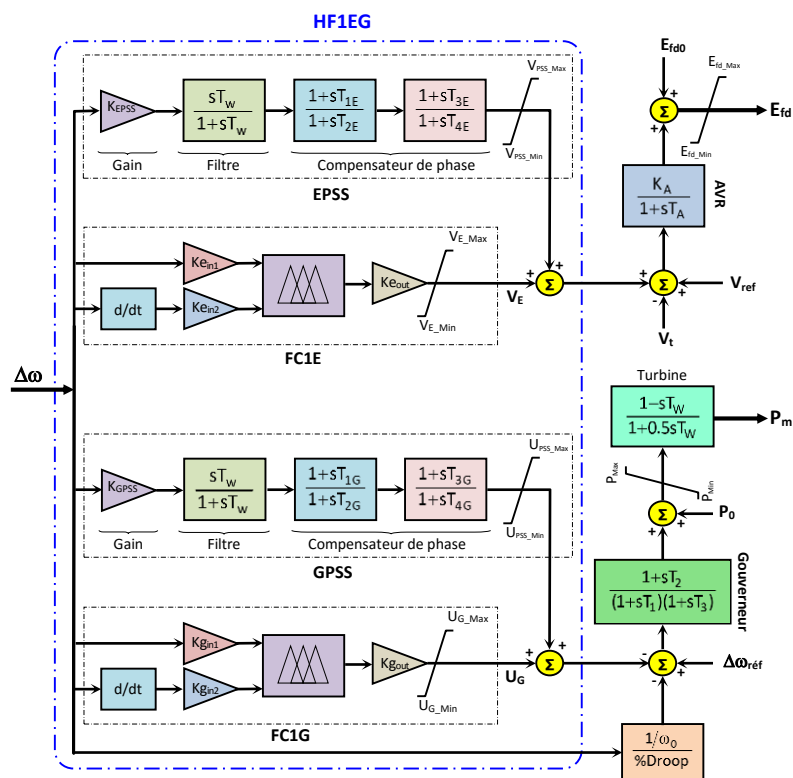 HF1EG
K_EPSS
sT_w
1+sT_w
1+sT_1E
1+sT_2E
1+sT_3E
1+sT_4E
V_PSS_Max
V_PSS_Min
Gain
Filtre
Compensateur de phase
EPSS
Ke_in1
d/dt
Ke_in2
Ke_out
V_E_Max
V_E_Min
V_E
Σ
+
+
FC1E
E_fd0
+
Σ
+
E_fd_Max
E_fd_Min
E_fd
K_A
1+sT_A
AVR
+
Σ
+
-
V_ref
V_t
Δω
K_GPSS
sT_w
1+sT_w
1+sT_1G
1+sT_2G
1+sT_3G
1+sT_4G
U_PSS_Max
U_PSS_Min
Gain
Filtre
Compensateur de phase
GPSS
Kg_in1
d/dt
Kg_in2
Kg_out
U_G_Max
U_G_Min
U_G
Σ
+
+
FC1G
Turbine
1−sT_W
1+0.5sT_W
P_m
P_Max
P_Min
Σ
+
+
P_0
Gouverneur
1+sT_2
(1+sT_1)(1+sT_3)
-
Σ
+
-
Δω_réf
1/ω_0
%Droop